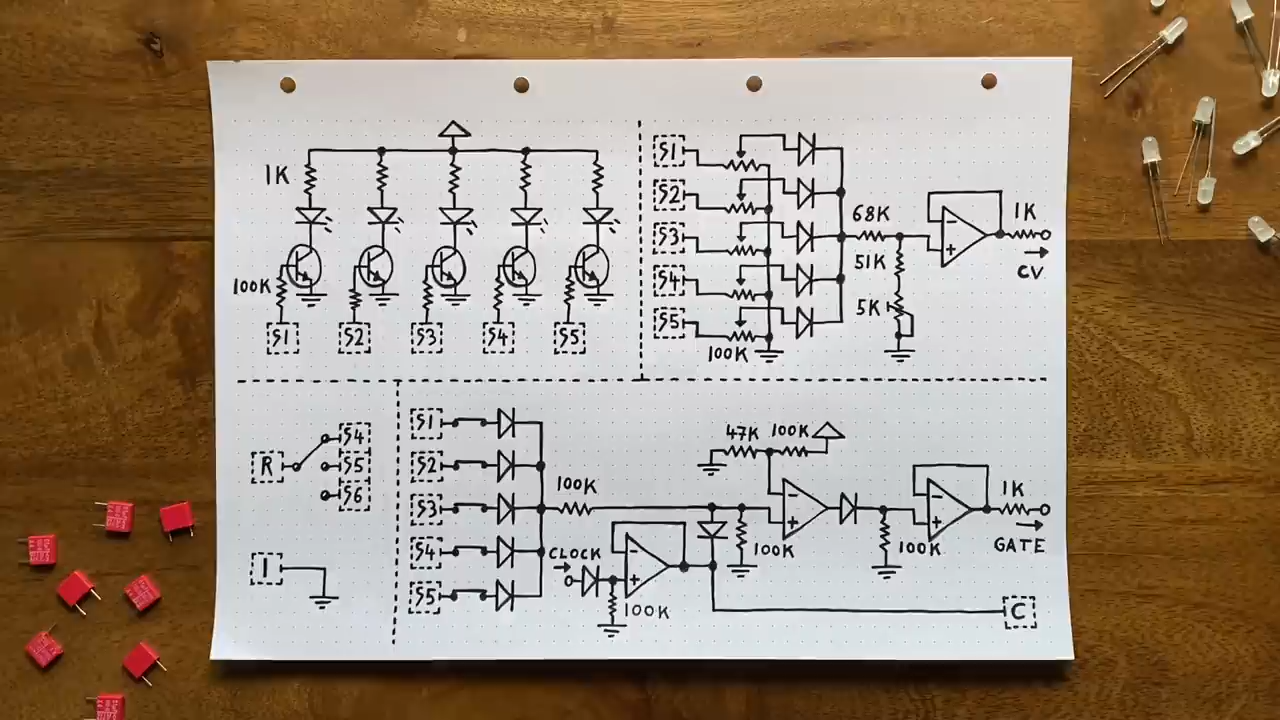 1K
100K
S1 S2 S3 S4 S5
S1
S2
S3
S4
S5
100K
68K
51K
5K
- +
1K
CV
R
S4
S5
S6
I
S1
S2
S3
S4
S5
100K
CLOCK
- +
100K
47K 100K
- +
100K
- +
100K
1K
GATE
C